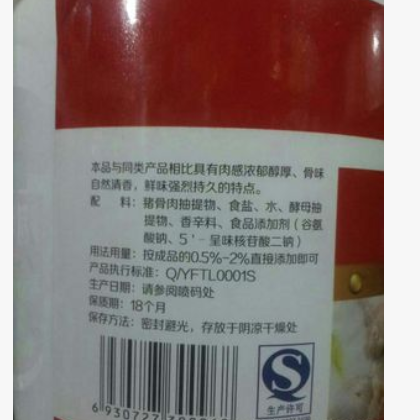 本品与同类产品相比具有肉感浓郁醇厚、骨味
自然清香，鲜味强烈持久的特点。
配　料：猪骨肉抽提物、食盐、水、酵母抽
提物、香辛料、食品添加剂（谷氨
酸钠、5'-呈味核苷酸二钠）
用法用量：按成品的0.5%-2%直接添加即可
产品执行标准：Q/YFTL0001S
生产日期：请参阅喷码处
保质期：18个月
保存方法：密封避光，存放于阴凉干燥处
生产许可